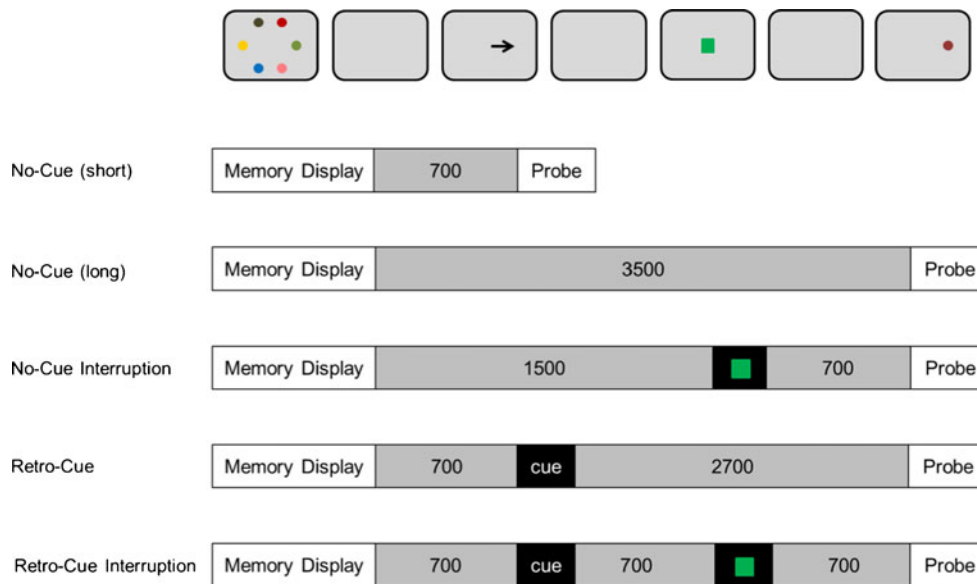 No-Cue (short) Memory Display 700 Probe
No-Cue (long) Memory Display 3500 Probe
No-Cue Interruption Memory Display 1500 700 Probe
Retro-Cue Memory Display 700 cue 2700 Probe
Retro-Cue Interruption Memory Display 700 cue 700 700 Probe